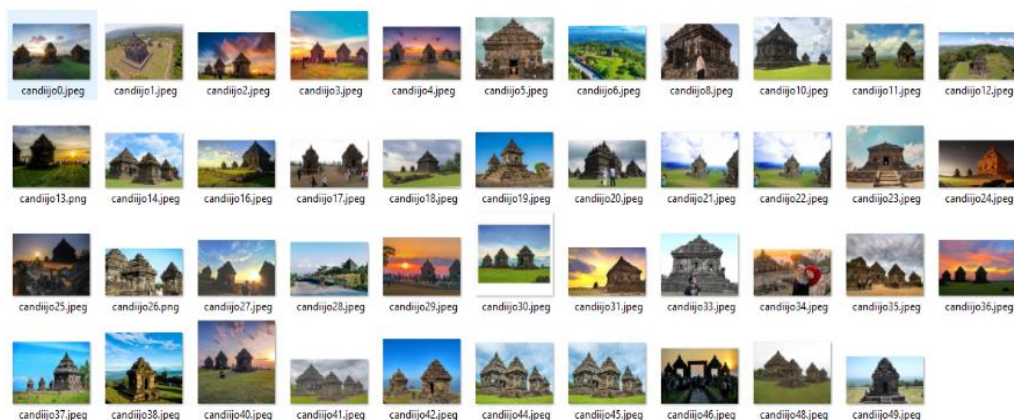 candiijo0.jpeg candiijo1.jpeg candiijo2.jpeg candiijo3.jpeg candiijo4.jpeg candiijo5.jpeg candiijo6.jpeg candiijo8.jpeg candiijo10.jpeg candiijo11.jpeg candiijo12.jpeg
candiijo13.png candiijo14.jpeg candiijo16.jpeg candiijo17.jpeg candiijo18.jpeg candiijo19.jpeg candiijo20.jpeg candiijo21.jpeg candiijo22.jpeg candiijo23.jpeg candiijo24.jpeg
candiijo25.jpeg candiijo26.png candiijo27.jpeg candiijo28.jpeg candiijo29.jpeg candiijo30.jpeg candiijo31.jpeg candiijo33.jpeg candiijo34.jpeg candiijo35.jpeg candiijo36.jpeg
candiijo37.jpeg candiijo38.jpeg candiijo40.jpeg candiijo41.jpeg candiijo42.jpeg candiijo44.jpeg candiijo45.jpeg candiijo46.jpeg candiijo48.jpeg candiijo49.jpeg